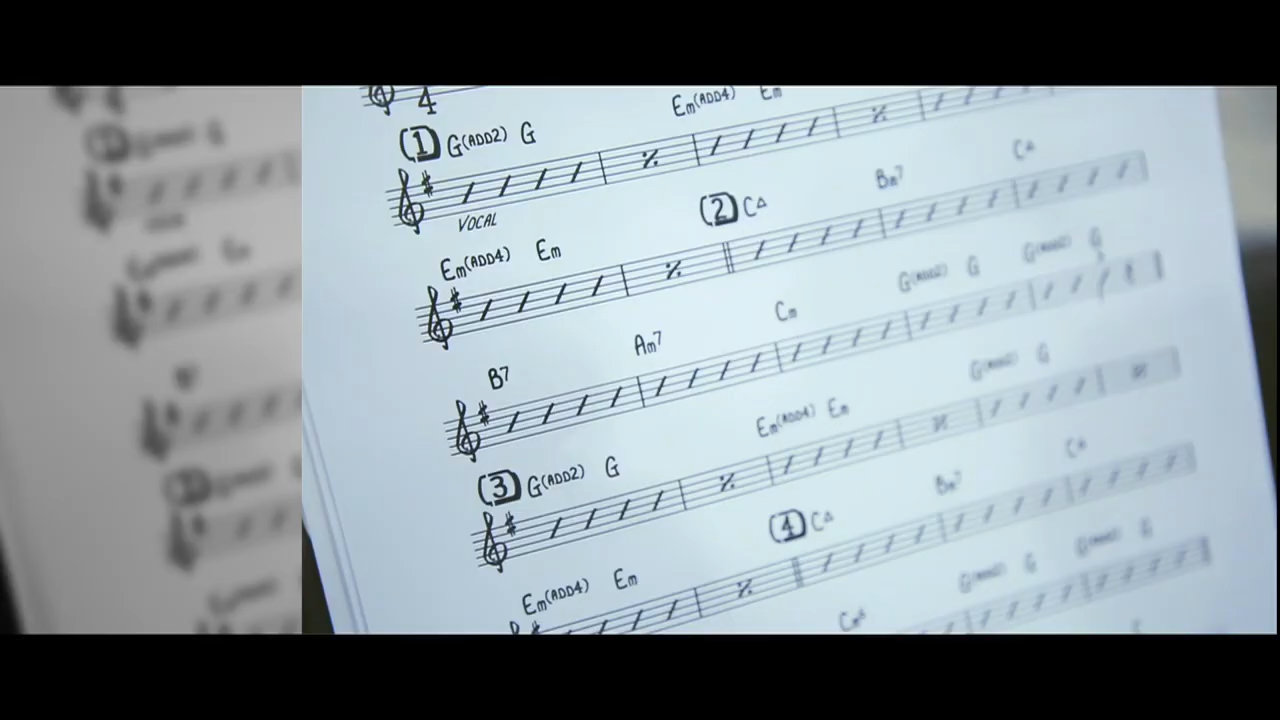 4
Em(ADD4) Em
(1) G(ADD2) G
VOCAL
Em(ADD4) Em (2) C△ Bm7 C△
B7 Am7 Cm G(ADD2) G G(ADD2) G
(3) G(ADD2) G Em(ADD4) Em G(ADD2) G
Em(ADD4) Em (4) C△ Bm7 C△
G(ADD2) G G(ADD2) G